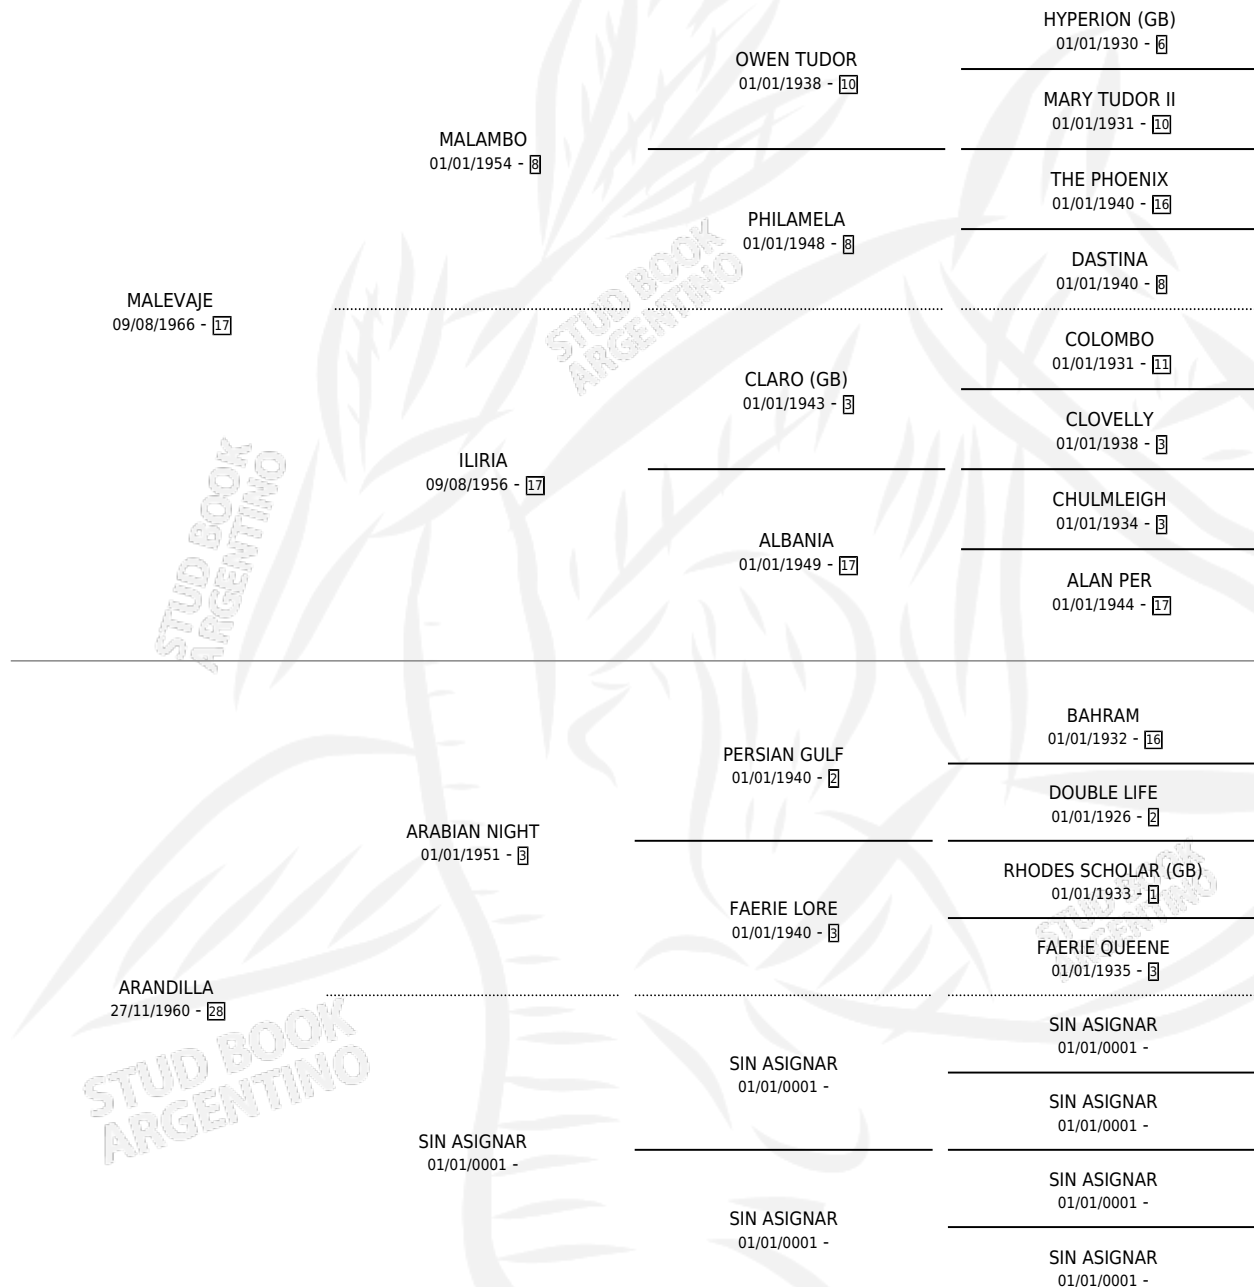 HYPERION (GB)
01/01/1930 - 6
OWEN TUDOR
01/01/1938 - 10
MARY TUDOR II
01/01/1931 - 10
MALAMBO
01/01/1954 - 8
THE PHOENIX
01/01/1940 - 16
PHILAMELA
01/01/1948 - 8
DASTINA
01/01/1940 - 8
MALEVAJE
09/08/1966 - 17
COLOMBO
01/01/1931 - 11
CLARO (GB)
01/01/1943 - 3
CLOVELLY
01/01/1938 - 3
ILIRIA
09/08/1956 - 17
CHULMLEIGH
01/01/1934 - 3
ALBANIA
01/01/1949 - 17
ALAN PER
01/01/1944 - 17
BAHRAM
01/01/1932 - 16
PERSIAN GULF
01/01/1940 - 2
DOUBLE LIFE
01/01/1926 - 2
ARABIAN NIGHT
01/01/1951 - 3
RHODES SCHOLAR (GB)
01/01/1933 - 1
FAERIE LORE
01/01/1940 - 3
FAERIE QUEENE
01/01/1935 - 3
ARANDILLA
27/11/1960 - 28
SIN ASIGNAR
01/01/0001 -
SIN ASIGNAR
01/01/0001 -
SIN ASIGNAR
01/01/0001 -
SIN ASIGNAR
01/01/0001 -
SIN ASIGNAR
01/01/0001 -
SIN ASIGNAR
01/01/0001 -
SIN ASIGNAR
01/01/0001 -
STUD BOOK
ARGENTINO
STUD BOOK
ARGENTINO
STUD BOOK
ARGENTINO
STUD BOOK
ARGENTINO